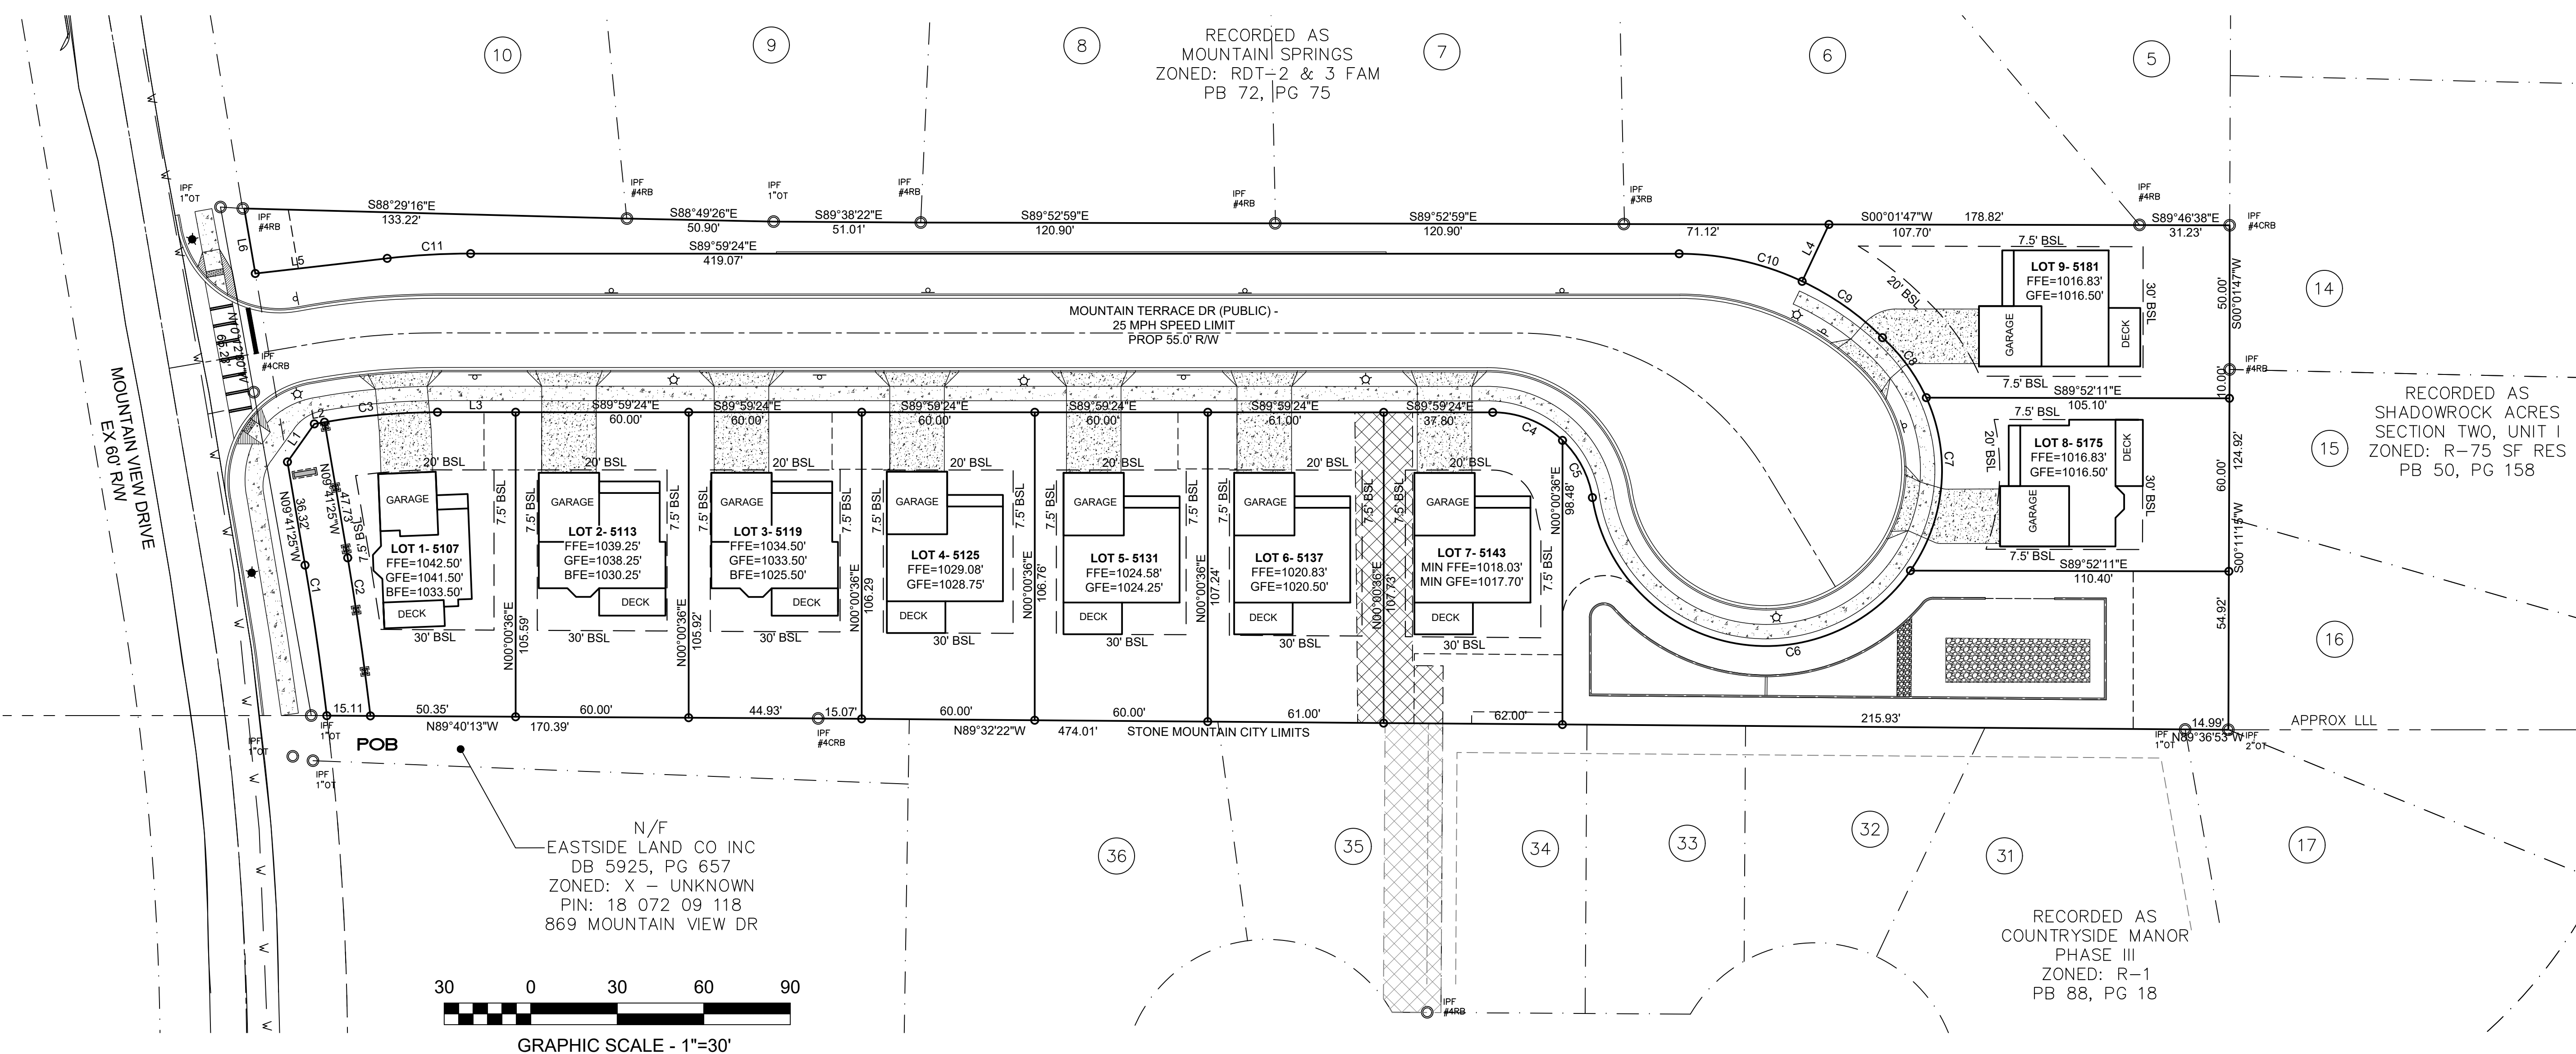 10
9
8
7
6
5
RECORDED AS
MOUNTAIN SPRINGS
ZONED: RDT-2 & 3 FAM
PB 72, PG 75
IPF
1"OT
IPF
#4RB
IPF
#4RB
IPF
1"OT
IPF
#4RB
IPF
#4RB
IPF
#3RB
IPF
#4RB
IPF
#4CRB
S88°29'16"E
133.22'
S88°49'26"E
50.90'
S89°38'22"E
51.01'
S89°52'59"E
120.90'
S89°52'59"E
120.90'
71.12'
S00°01'47"W 178.82'
107.70'
S89°46'38"E
31.23'
L6
L5
C11
S89°59'24"E
419.07'
C10
L4
C9
C8
C7
MOUNTAIN TERRACE DR (PUBLIC) -
25 MPH SPEED LIMIT
PROP 55.0' R/W
7.5' BSL
20' BSL
LOT 9- 5181
FFE=1016.83'
GFE=1016.50'
GARAGE
DECK
30' BSL
7.5' BSL
S00°01'47"W
50.00'
IPF
#4RB
10.00'
14
S89°52'11"E
105.10'
7.5' BSL
20' BSL
LOT 8- 5175
FFE=1016.83'
GFE=1016.50'
GARAGE
DECK
30' BSL
7.5' BSL
124.92'
60.00'
S00°11'15"W
S89°52'11"E
110.40'
54.92'
15
RECORDED AS
SHADOWROCK ACRES
SECTION TWO, UNIT I
ZONED: R-75 SF RES
PB 50, PG 158
16
MOUNTAIN VIEW DRIVE
EX 60' R/W
65.23'
IPF
#4CRB
L1
L2
C3
L3
S89°59'24"E
60.00'
S89°59'24"E
60.00'
S89°59'24"E
60.00'
S89°59'24"E
60.00'
S89°59'24"E
61.00'
S89°59'24"E
37.80'
C4
C5
C6
N09°41'25"W
36.32'
N09°41'25"W
47.73'
C1
C2
7.5' BSL
20' BSL
GARAGE
LOT 1- 5107
FFE=1042.50'
GFE=1041.50'
BFE=1033.50'
DECK
30' BSL
7.5' BSL
N00°00'36"E
105.59'
7.5' BSL
20' BSL
GARAGE
LOT 2- 5113
FFE=1039.25'
GFE=1038.25'
BFE=1030.25'
DECK
30' BSL
7.5' BSL
N00°00'36"E
105.92'
7.5' BSL
20' BSL
GARAGE
LOT 3- 5119
FFE=1034.50'
GFE=1033.50'
BFE=1025.50'
DECK
30' BSL
7.5' BSL
N00°00'36"E
106.29
7.5' BSL
20' BSL
GARAGE
LOT 4- 5125
FFE=1029.08'
GFE=1028.75'
DECK
30' BSL
7.5' BSL
N00°00'36"E
106.76'
7.5' BSL
20' BSL
GARAGE
LOT 5- 5131
FFE=1024.58'
GFE=1024.25'
DECK
30' BSL
7.5' BSL
N00°00'36"E
107.24'
7.5' BSL
20' BSL
GARAGE
LOT 6- 5137
FFE=1020.83'
GFE=1020.50'
DECK
30' BSL
7.5' BSL
N00°00'36"E
107.73'
7.5' BSL
20' BSL
GARAGE
LOT 7- 5143
MIN FFE=1018.03'
MIN GFE=1017.70'
DECK
30' BSL
7.5' BSL
N00°00'36"E
98.48'
15.11
50.35'
60.00'
44.93'
15.07'
60.00'
60.00'
61.00'
62.00'
215.93'
14.99'
N89°40'13"W 170.39'
N89°32'22"W 474.01' STONE MOUNTAIN CITY LIMITS
N89°36'53"W
APPROX LLL
IPF
1"OT
IPF
1"OT
IPF
1"OT
POB
IPF
#4CRB
IPF
1"OT
IPF
2"OT
N/F
EASTSIDE LAND CO INC
DB 5925, PG 657
ZONED: X - UNKNOWN
PIN: 18 072 09 118
869 MOUNTAIN VIEW DR
36
35
34
33
32
31
17
RECORDED AS
COUNTRYSIDE MANOR
PHASE III
ZONED: R-1
PB 88, PG 18
IPF
#4RB
30 0 30 60 90
GRAPHIC SCALE - 1"=30'